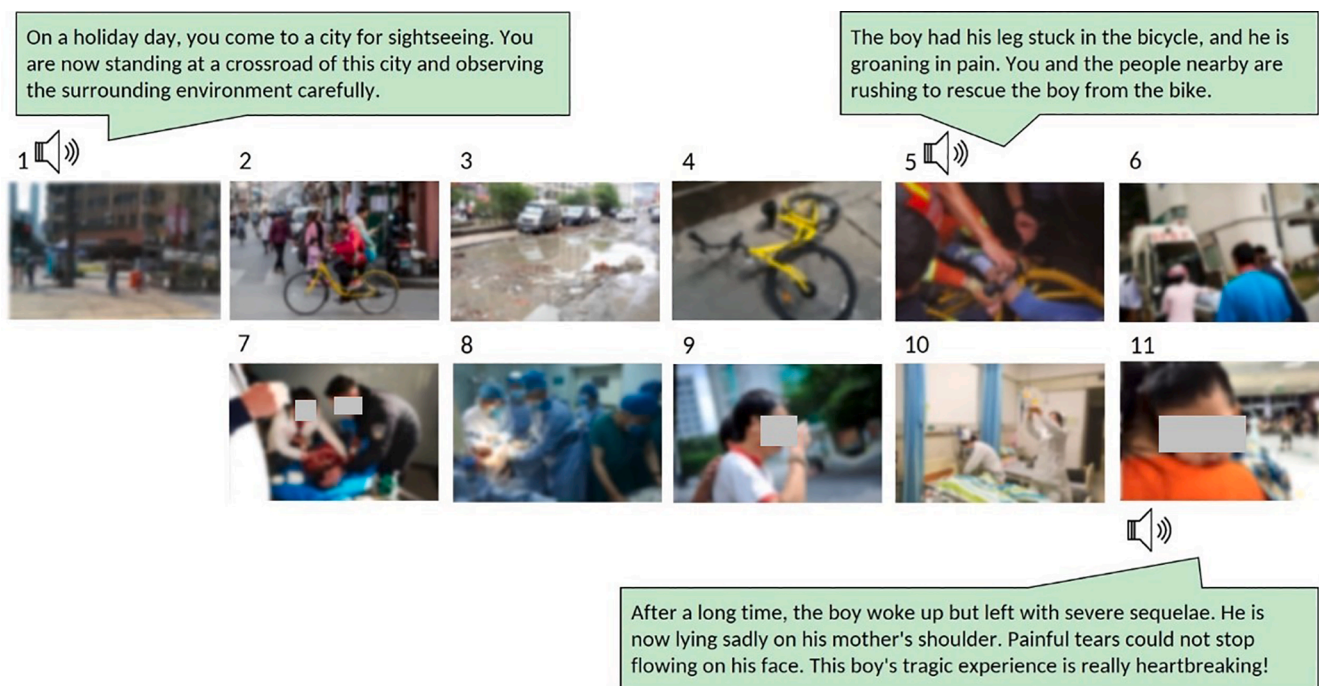 On a holiday day, you come to a city for sightseeing. You
are now standing at a crossroad of this city and observing
the surrounding environment carefully.
The boy had his leg stuck in the bicycle, and he is
groaning in pain. You and the people nearby are
rushing to rescue the boy from the bike.
1
2
3
4
5
6
7
8
9
10
11
After a long time, the boy woke up but left with severe sequelae. He is
now lying sadly on his mother's shoulder. Painful tears could not stop
flowing on his face. This boy's tragic experience is really heartbreaking!